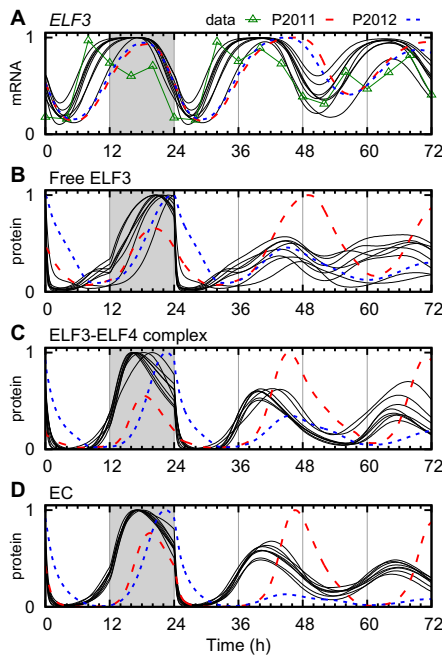 A ELF3 data P2011 P2012
1
mRNA
0
0 12 24 36 48 60 72
B Free ELF3
1
protein
0
0 12 24 36 48 60 72
C ELF3-ELF4 complex
1
protein
0
0 12 24 36 48 60 72
D EC
1
protein
0
0 12 24 36 48 60 72
Time (h)